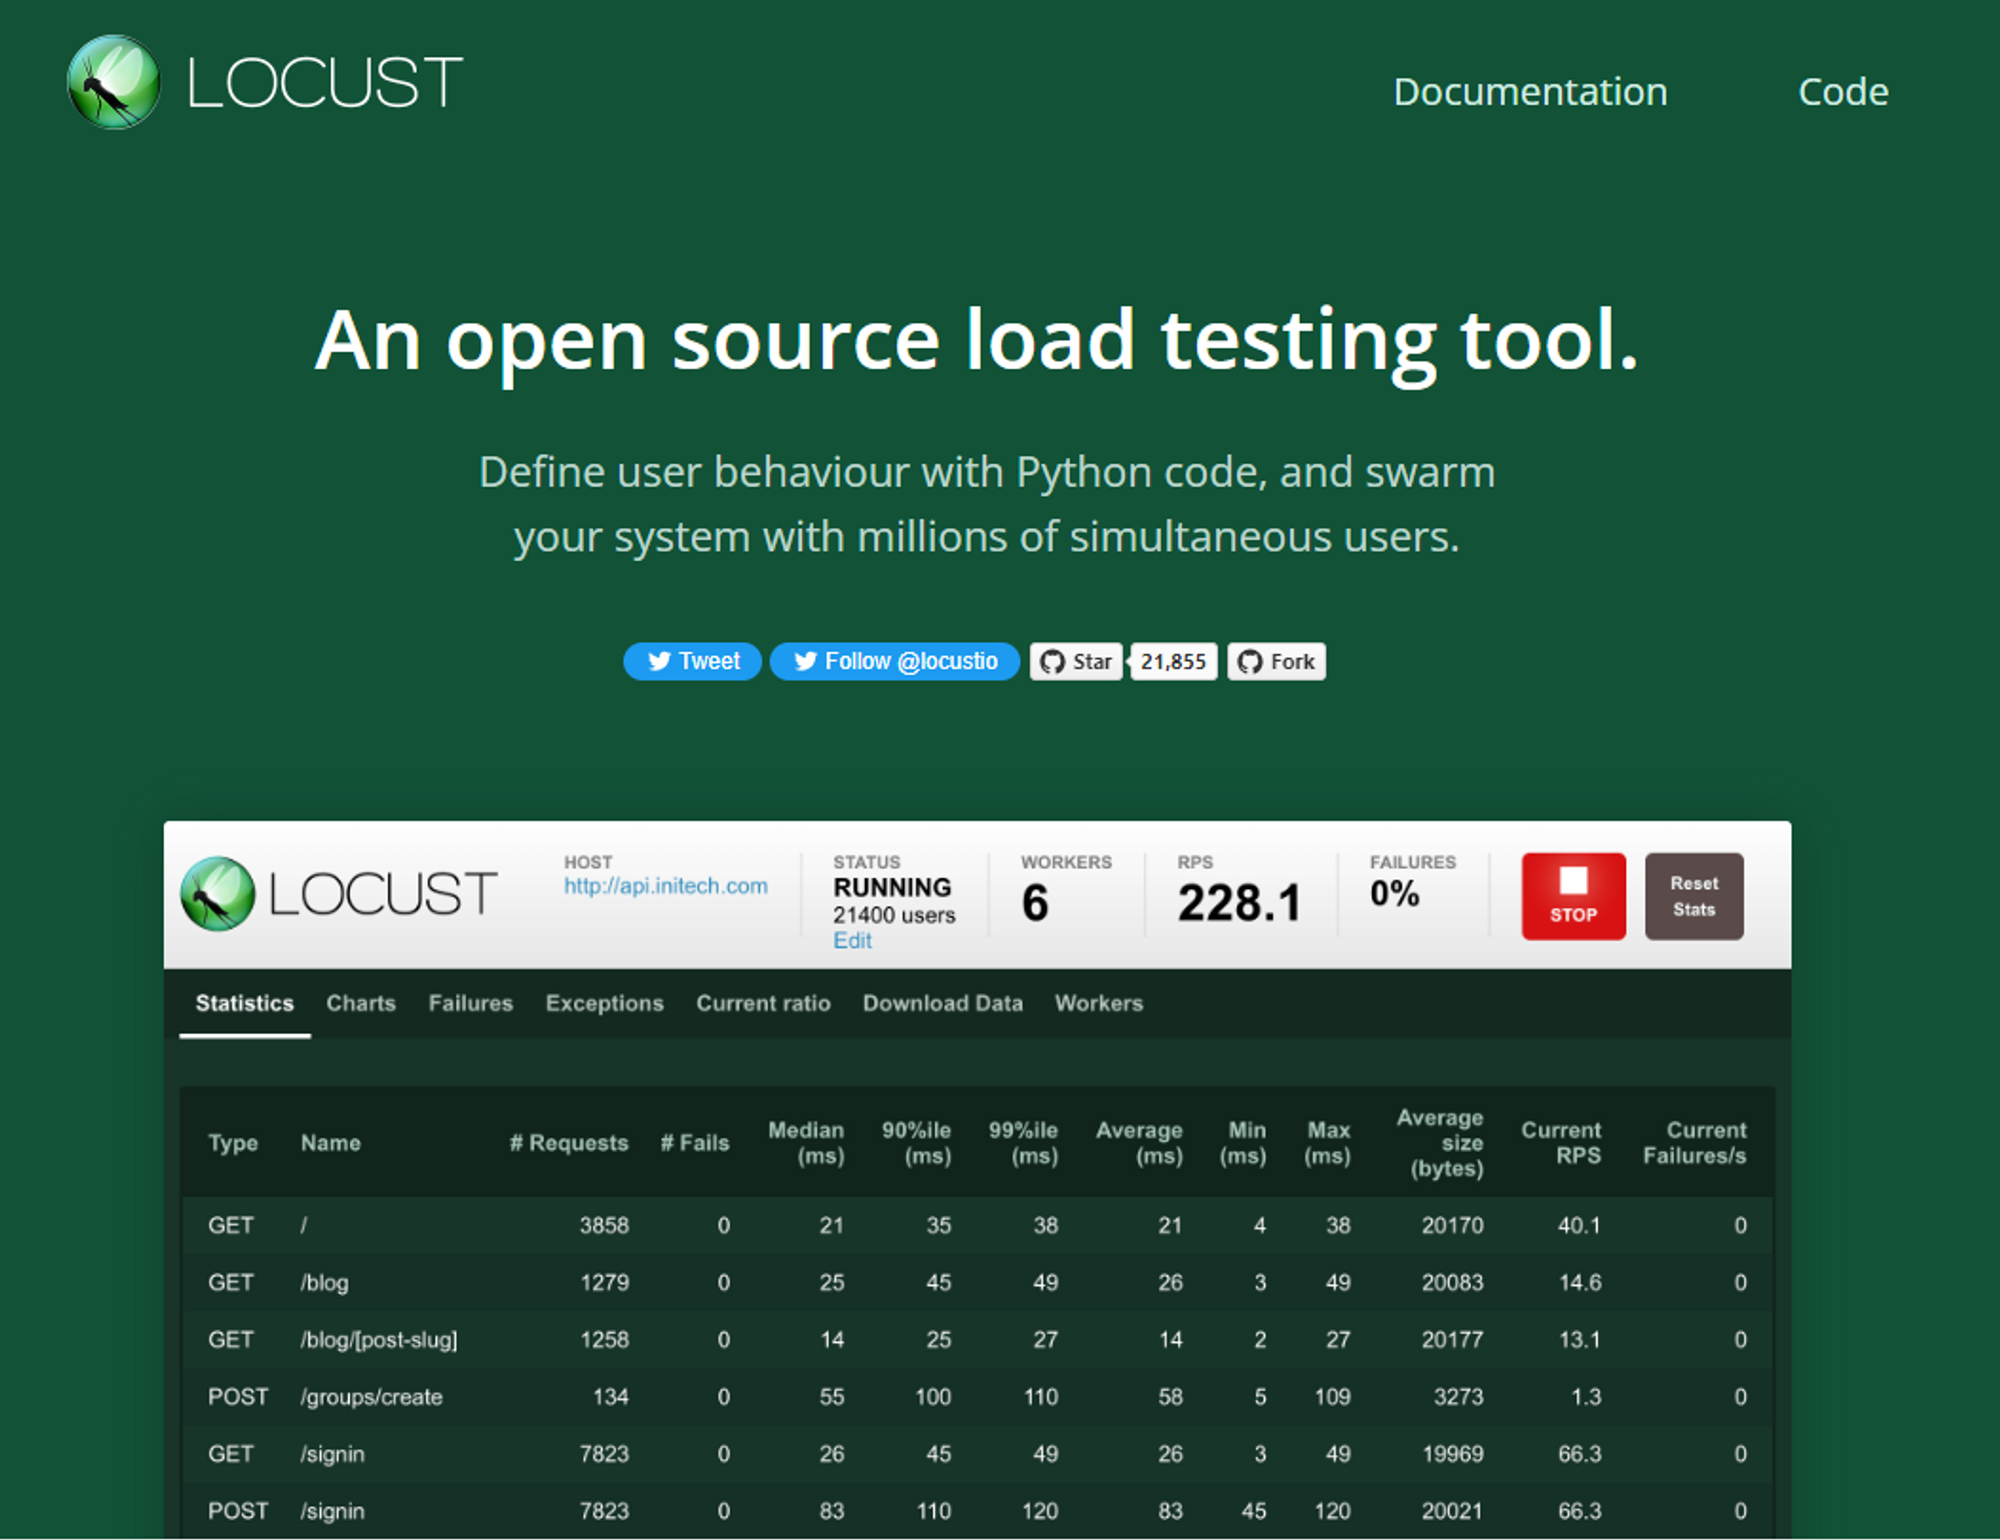 LOCUST
Documentation Code
An open source load testing tool.
Define user behaviour with Python code, and swarm
your system with millions of simultaneous users.
Tweet Follow @locustio Star 21,855 Fork
LOCUST
HOST
http://api.initech.com
STATUS
RUNNING
21400 users
Edit
WORKERS
6
RPS
228.1
FAILURES
0%
STOP
Reset
Stats
Statistics Charts Failures Exceptions Current ratio Download Data Workers
Type Name # Requests # Fails Median (ms) 90%ile (ms) 99%ile (ms) Average (ms) Min (ms) Max (ms) Average size (bytes) Current RPS Current Failures/s
GET / 3858 0 21 35 38 21 4 38 20170 40.1 0
GET /blog 1279 0 25 45 49 26 3 49 20083 14.6 0
GET /blog/[post-slug] 1258 0 14 25 27 14 2 27 20177 13.1 0
POST /groups/create 134 0 55 100 110 58 5 109 3273 1.3 0
GET /signin 7823 0 26 45 49 26 3 49 19969 66.3 0
POST /signin 7823 0 83 110 120 83 45 120 20021 66.3 0